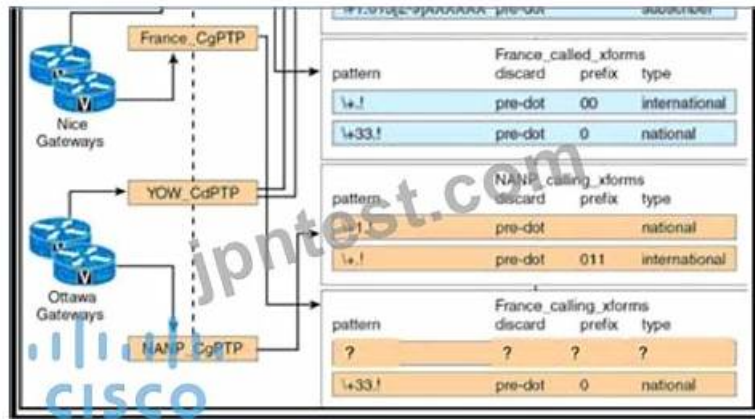 pre-dot subscriber
France_CgPTP
France_called_xforms
pattern discard prefix type
\+.! pre-dot 00 international
\+33.! pre-dot 0 national
V
V
Nice
Gateways
YOW_CdPTP
NANP_calling_xforms
discard prefix type
pre-dot national
\+.! pre-dot 011 international
V
V
Ottawa
Gateways
NANP_CgPTP
France_calling_xforms
pattern discard prefix type
? ? ? ?
\+33.! pre-dot 0 national
jpntest.com
CISCO